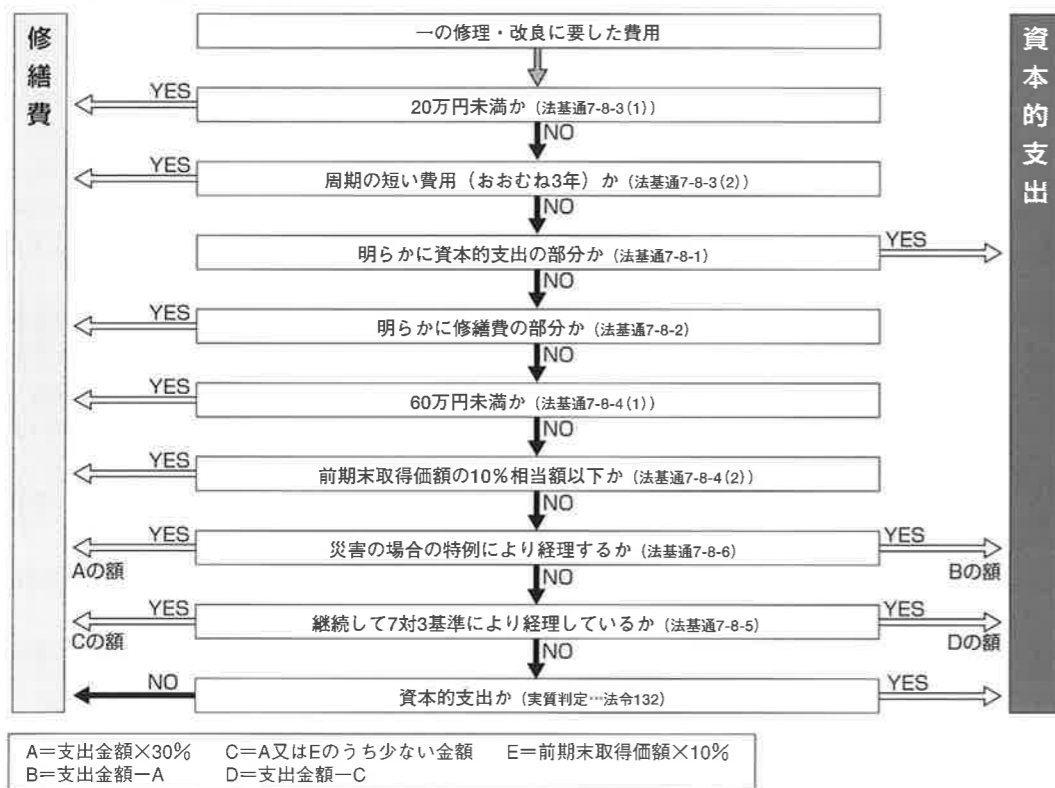 修繕費
資本的支出
一の修理・改良に要した費用
YES
20万円未満か（法基通7-8-3(1)）
NO
YES
周期の短い費用（おおむね3年）か（法基通7-8-3(2)）
NO
明らかに資本的支出の部分か（法基通7-8-1）
YES
NO
YES
明らかに修繕費の部分か（法基通7-8-2）
NO
YES
60万円未満か（法基通7-8-4(1)）
NO
YES
前期末取得価額の10%相当額以下か（法基通7-8-4(2)）
NO
YES
Aの額
災害の場合の特例により経理するか（法基通7-8-6）
YES
Bの額
NO
YES
Cの額
継続して7対3基準により経理しているか（法基通7-8-5）
YES
Dの額
NO
NO
資本的支出か（実質判定…法令132）
YES
A＝支出金額×30%　C＝A又はEのうち少ない金額　E＝前期末取得価額×10%
B＝支出金額－A　D＝支出金額－C